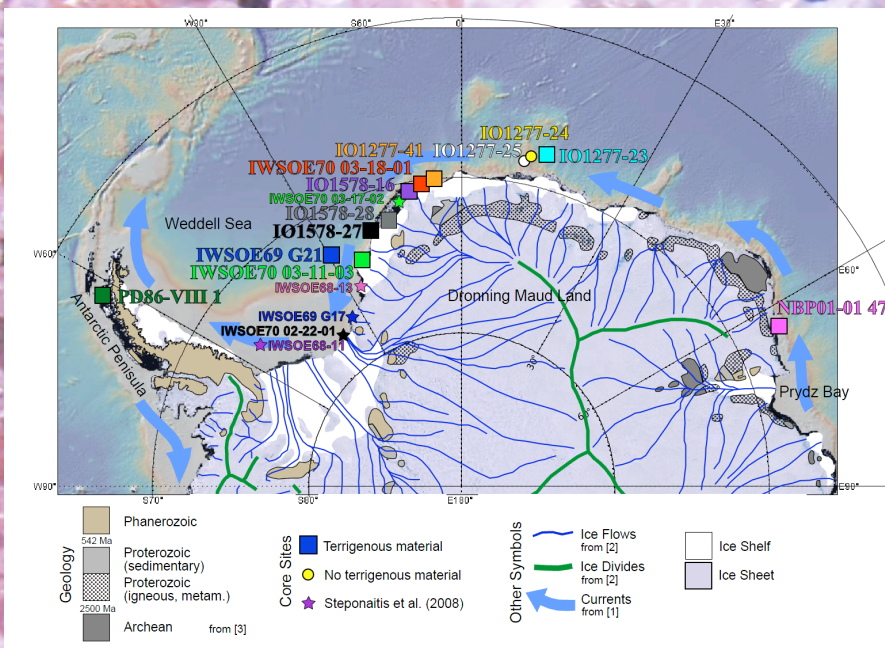 W30°
S60°
0°
E30°
IO1277-24
IO1277-41
IO1277-25
IO1277-23
IWSOE70 03-18-01
IO1578-16
IWSOE70 03-17-02
IO1578-28
Weddell Sea
IO1578-27
W60°
IWSOE69 G21
IWSOE70 03-11-03
E60°
IWSOE68-13
PD86-VIII 1
Dronning Maud Land
NBP01-01 47
IWSOE69 G17
IWSOE70 02-22-01
IWSOE68-11
Antarctic Penisula
Prydz Bay
W90°
S70°
E180°
E90°
Geology
Phanerozoic
542 Ma
Proterozoic
(sedimentary)
Proterozoic
(igneous, metam.)
2500 Ma
Archean
from [3]
Core Sites
Terrigenous material
No terrigenous material
Steponaitis et al. (2008)
Other Symbols
Ice Flows
from [2]
Ice Divides
from [2]
Currents
from [1]
Ice Shelf
Ice Sheet